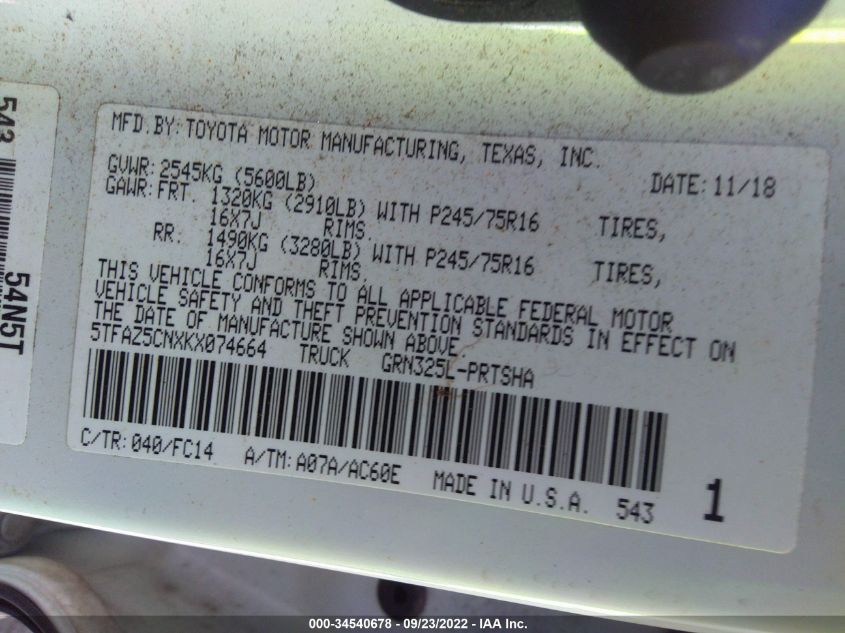 543
54N5T
MFD.BY:TOYOTA MOTOR MANUFACTURING, TEXAS, INC.
DATE:11/18
GVWR:2545KG (5600LB)
GAWR:FRT. 1320KG (2910LB) WITH P245/75R16 TIRES,
16X7J RIMS,
RR. 1490KG (3280LB) WITH P245/75R16 TIRES,
16X7J RIMS,
THIS VEHICLE CONFORMS TO ALL APPLICABLE FEDERAL MOTOR
VEHICLE SAFETY AND THEFT PREVENTION STANDARDS IN EFFECT ON
THE DATE OF MANUFACTURE SHOWN ABOVE.
5TFAZ5CNXKX074664 TRUCK GRN325L-PRTSHA
C/TR:040/FC14 A/TM:A07A/AC60E MADE IN U.S.A. 543 1
000-34540678 - 09/23/2022 - IAA Inc.